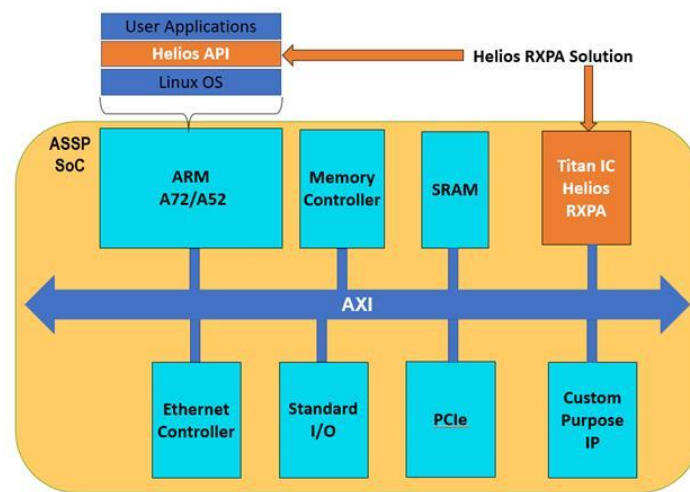 User Applications
Helios API
Linux OS
Helios RXPA Solution
ASSP
SoC
ARM
A72/A52
Memory
Controller
SRAM
Titan IC
Helios
RXPA
AXI
Ethernet
Controller
Standard
I/O
PCIe
Custom
Purpose
IP